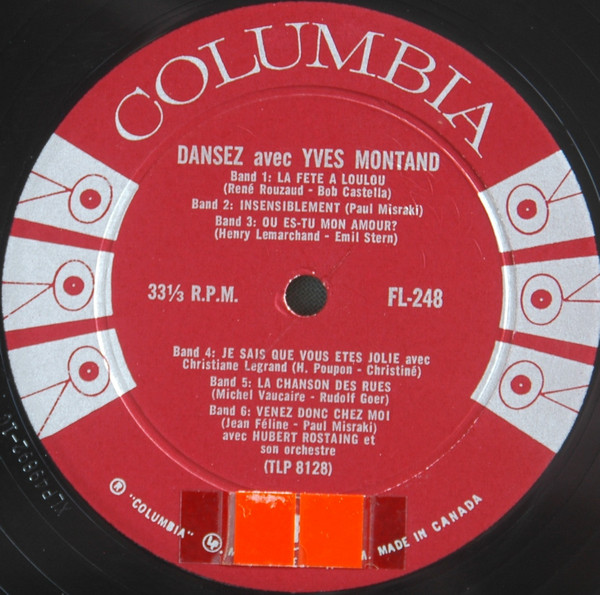 COLUMBIA
DANSEZ avec YVES MONTAND
Band 1: LA FETE A LOULOU
(René Rouzaud - Bob Castella)
Band 2: INSENSIBLEMENT (Paul Misraki)
Band 3: OU ES-TU MON AMOUR?
(Henry Lemarchand - Emil Stern)
33⅓ R.P.M.
FL-248
Band 4: JE SAIS QUE VOUS ETES JOLIE avec
Christiane Legrand (H. Poupon - Christiné)
Band 5: LA CHANSON DES RUES
(Michel Vaucaire - Rudolf Goer)
Band 6: VENEZ DONC CHEZ MOI
(Jean Féline - Paul Misraki)
avec HUBERT ROSTAING et
son orchestre
(TLP 8128)
® "COLUMBIA" LP MADE IN CANADA